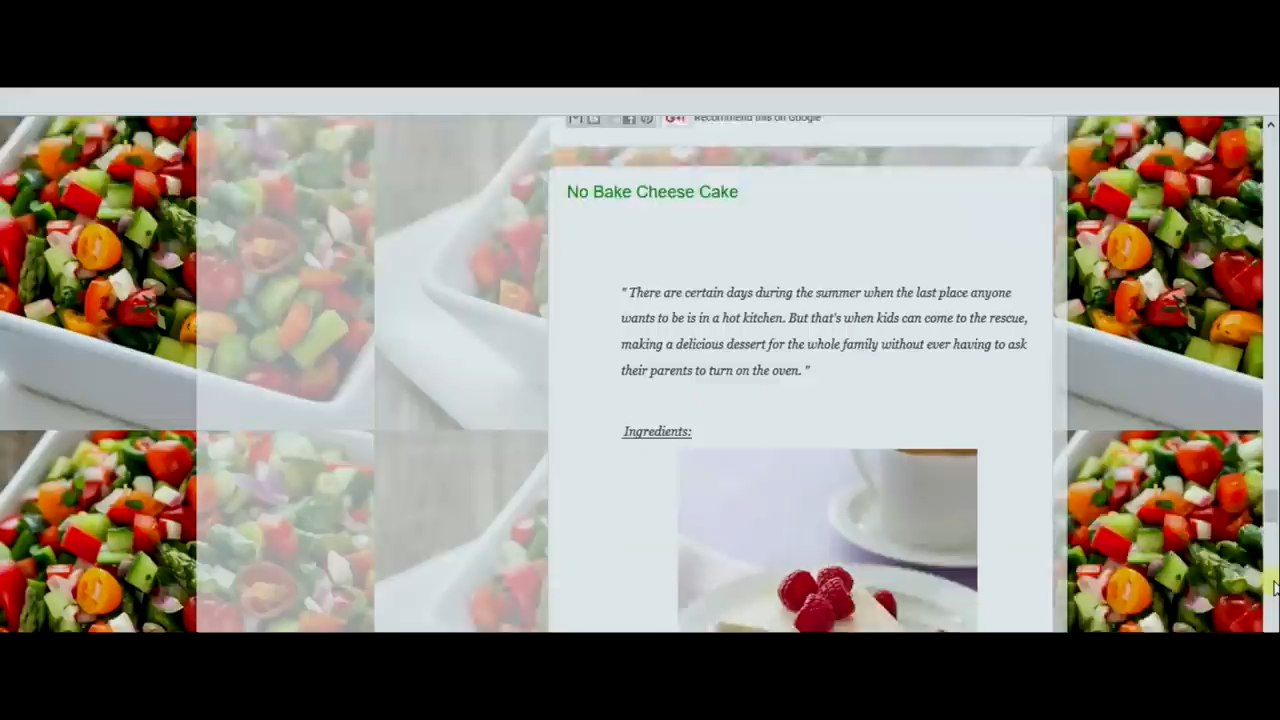 Recommend this on Google
No Bake Cheese Cake
" There are certain days during the summer when the last place anyone
wants to be is in a hot kitchen. But that's when kids can come to the rescue,
making a delicious dessert for the whole family without ever having to ask
their parents to turn on the oven. "
Ingredients: